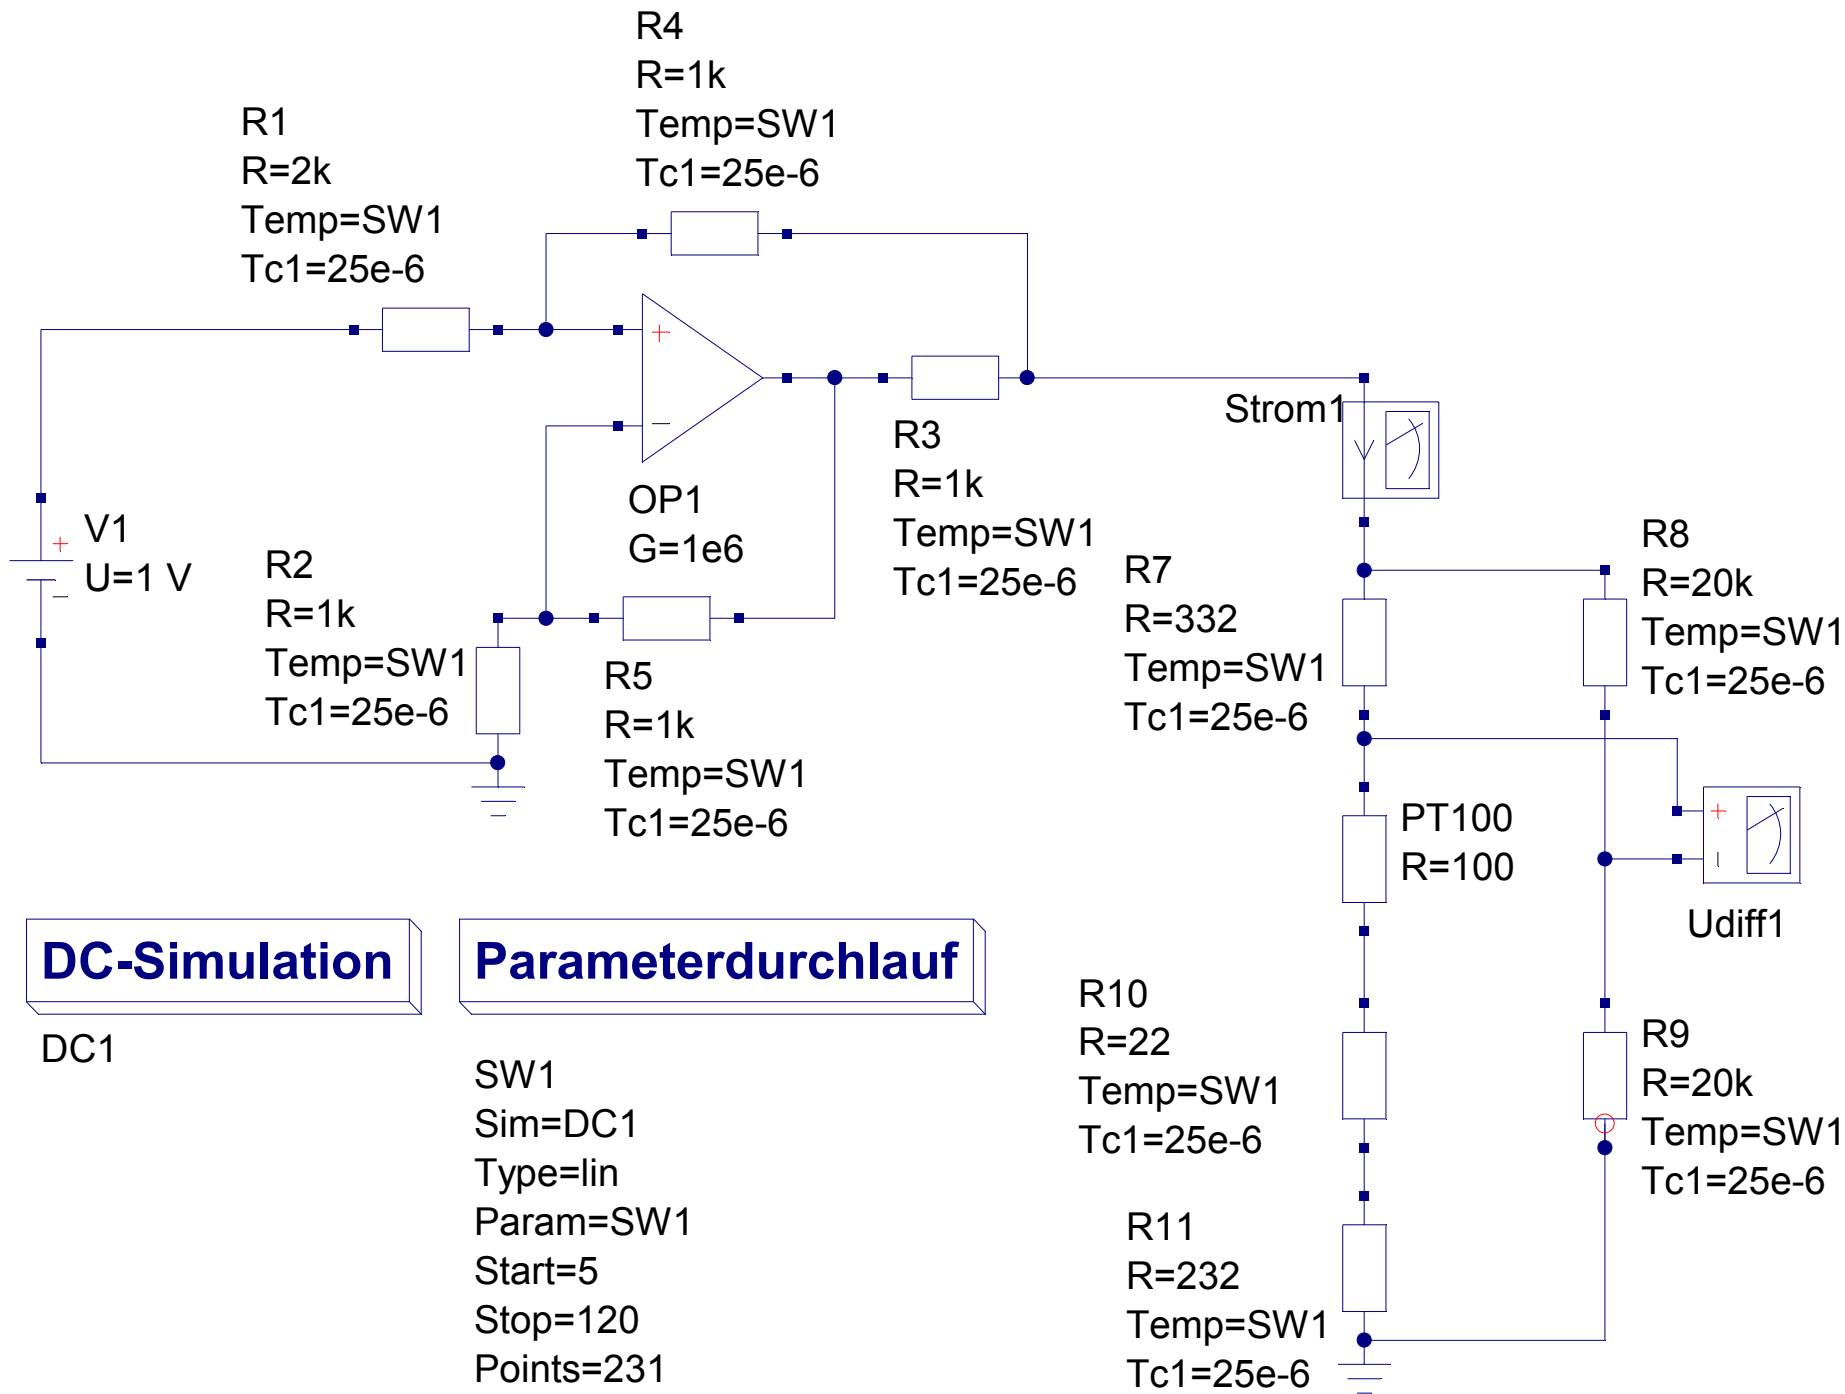 R4
R=1k
Temp=SW1
Tc1=25e-6
R1
R=2k
Temp=SW1
Tc1=25e-6
+
−
OP1
G=1e6
R3
R=1k
Temp=SW1
Tc1=25e-6
Strom1
V1
U=1 V
+
−
R2
R=1k
Temp=SW1
Tc1=25e-6
R5
R=1k
Temp=SW1
Tc1=25e-6
R7
R=332
Temp=SW1
Tc1=25e-6
R8
R=20k
Temp=SW1
Tc1=25e-6
PT100
R=100
+
Udiff1
DC-Simulation
DC1
Parameterdurchlauf
SW1
Sim=DC1
Type=lin
Param=SW1
Start=5
Stop=120
Points=231
R10
R=22
Temp=SW1
Tc1=25e-6
R9
R=20k
Temp=SW1
Tc1=25e-6
R11
R=232
Temp=SW1
Tc1=25e-6